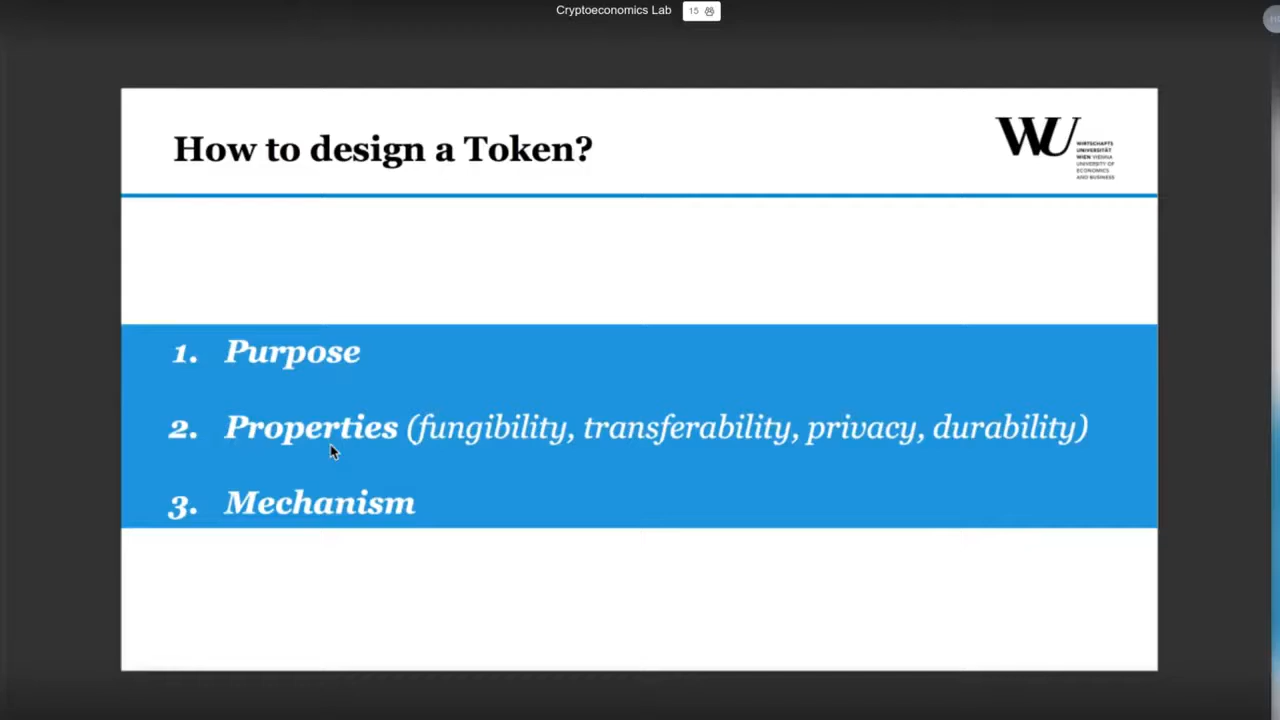 Cryptoeconomics Lab 15
How to design a Token?
WU
WIRTSCHAFTS
UNIVERSITÄT
WIEN VIENNA
UNIVERSITY OF
ECONOMICS
AND BUSINESS
1. Purpose
2. Properties (fungibility, transferability, privacy, durability)
3. Mechanism